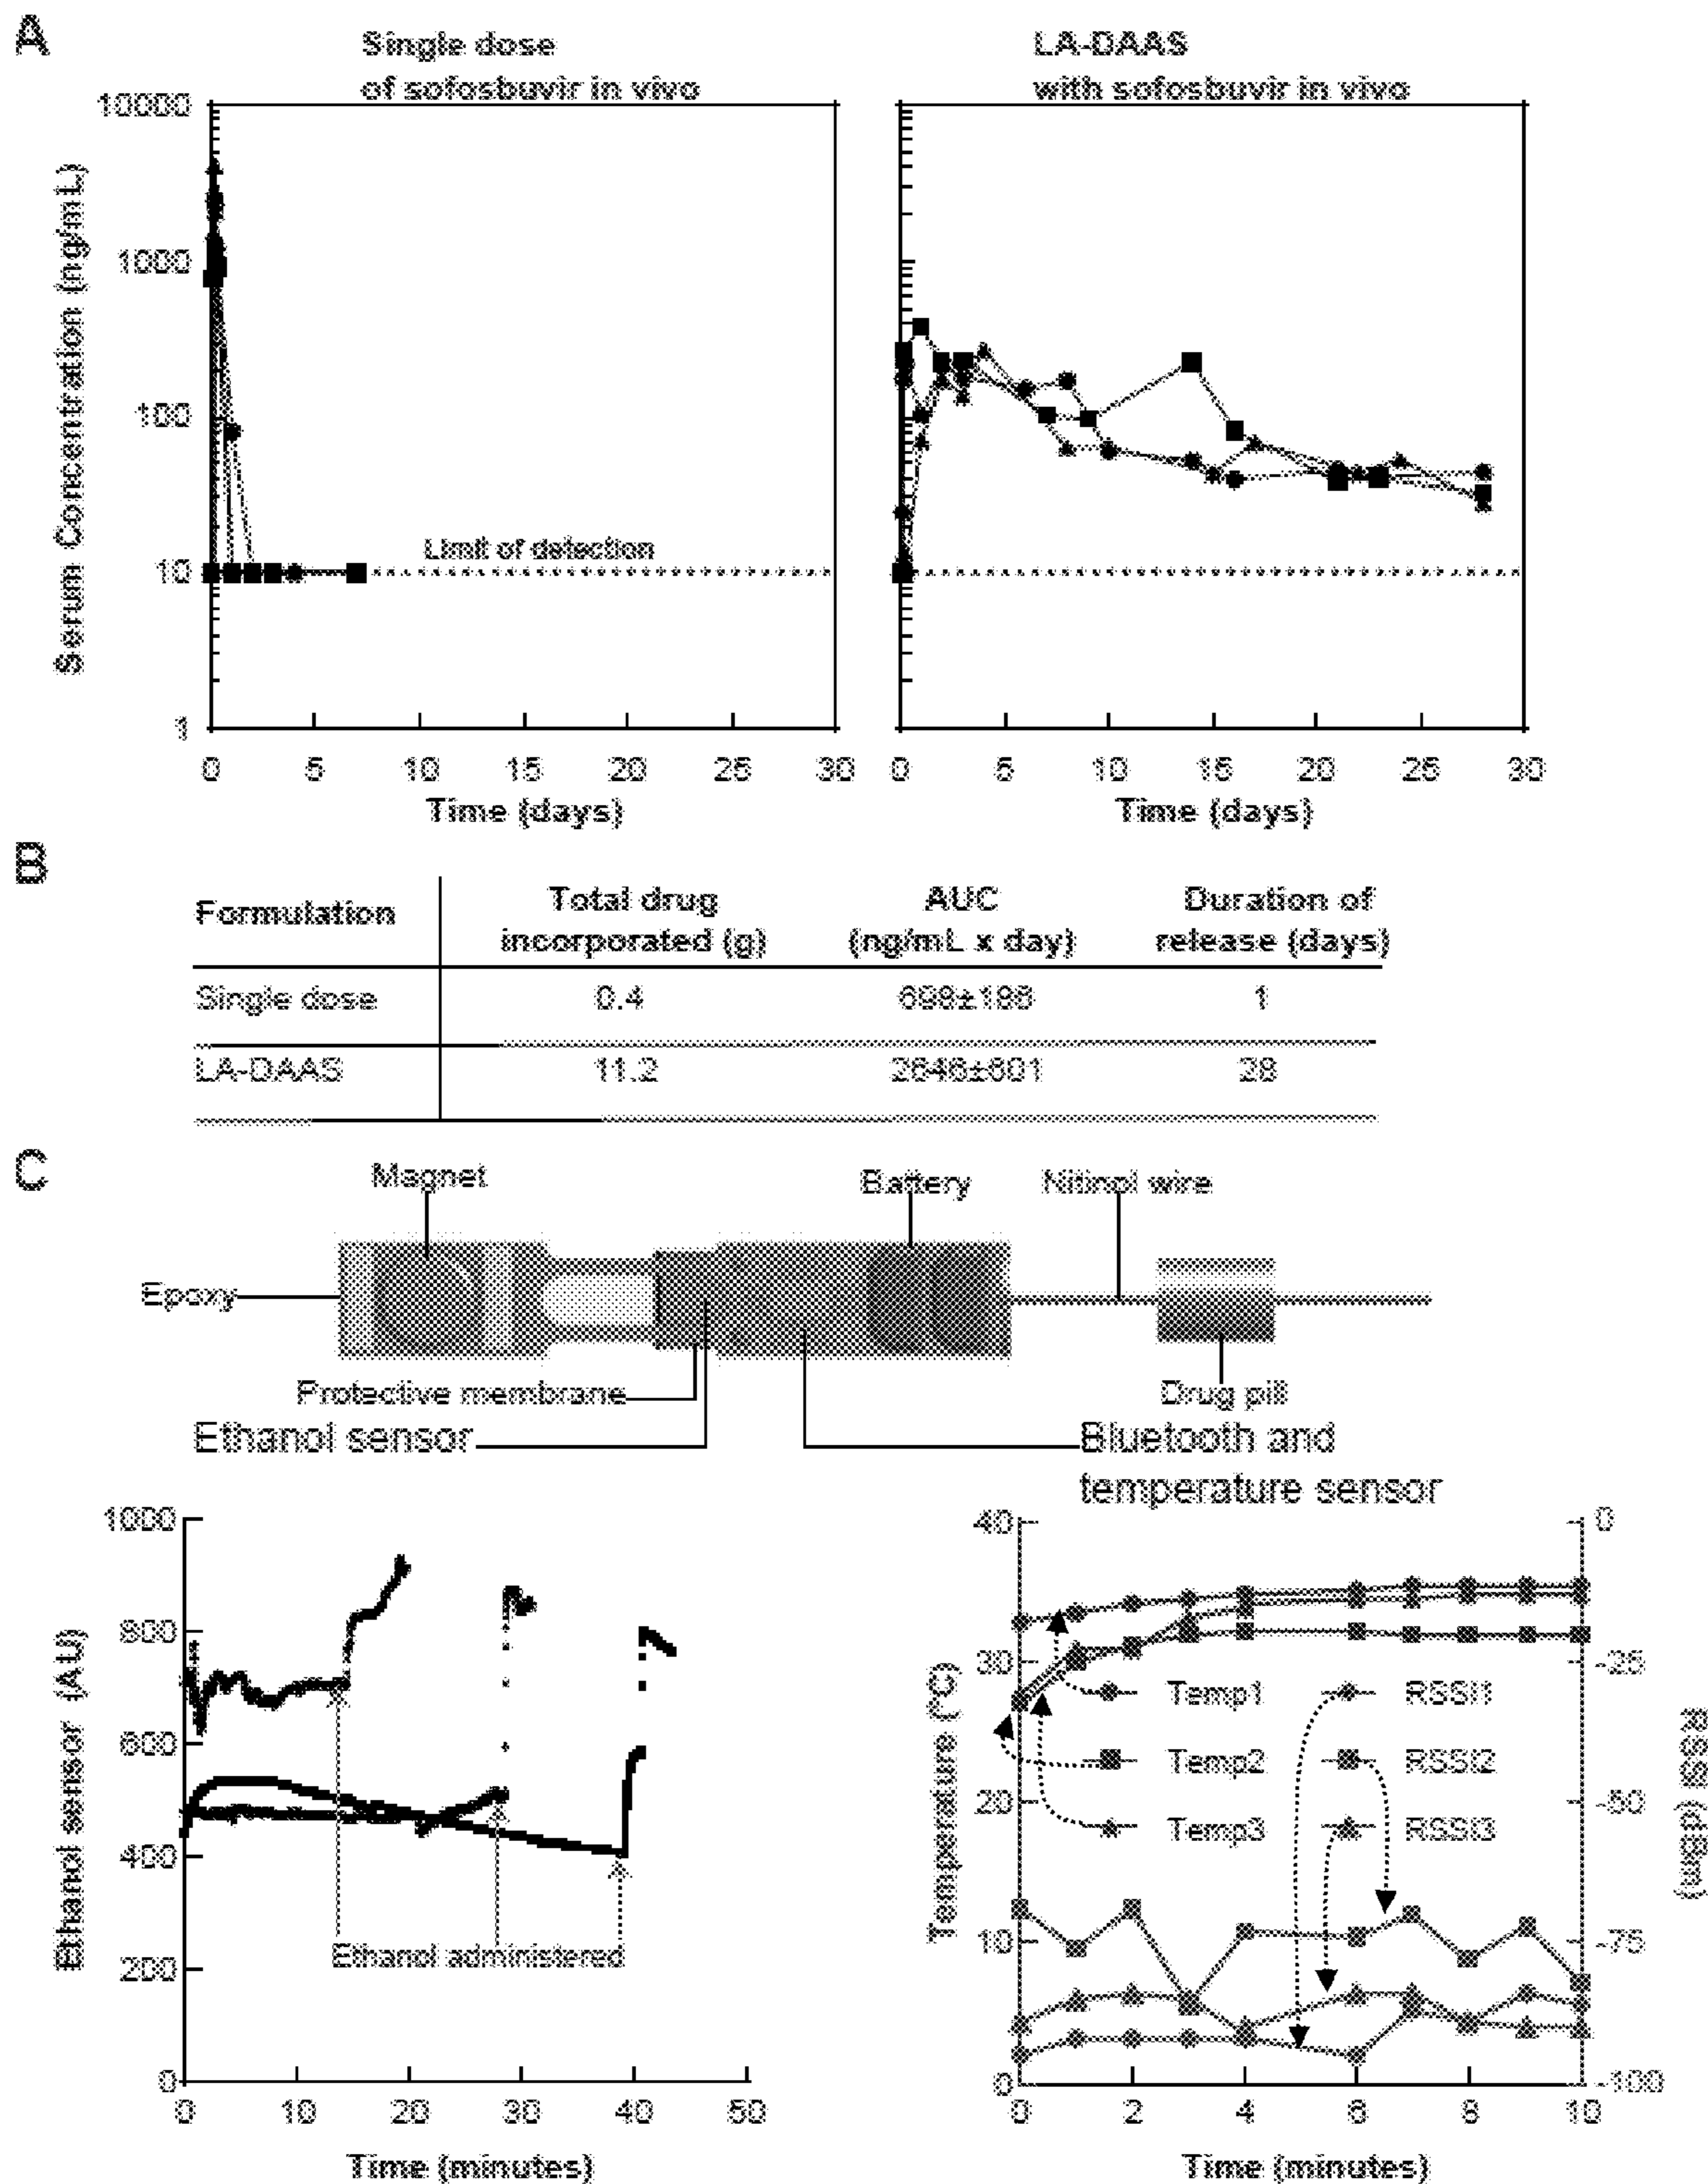 A
Single dose
of sofosbuvir in vivo
LA-DAAS
with sofosbuvir in vivo
Serum Concentration (ng/mL)
10000
1000
100
10
1
Limit of detection
0 5 10 15 20 25 30
Time (days)
0 5 10 15 20 25 30
Time (days)
B
Formulation
Total drug
incorporated (g)
AUC
(ng/mL x day)
Duration of
release (days)
Single dose 0.4 1
LA-DAAS 11.2 28
C
Magnet
Battery
Nitinol wire
Epoxy
Protective membrane
Drug pill
Ethanol sensor
Bluetooth and
temperature sensor
Ethanol sensor (AU)
1000
800
600
400
200
0
Ethanol administered
0 10 20 30 40 50
Time (minutes)
Temperature (°C)
40
30
20
10
0
Temp1 RSSI1
Temp2 RSSI2
Temp3 RSSI3
0
-25
-50
-75
-100
RSSI (dBm)
0 2 4 6 8 10
Time (minutes)